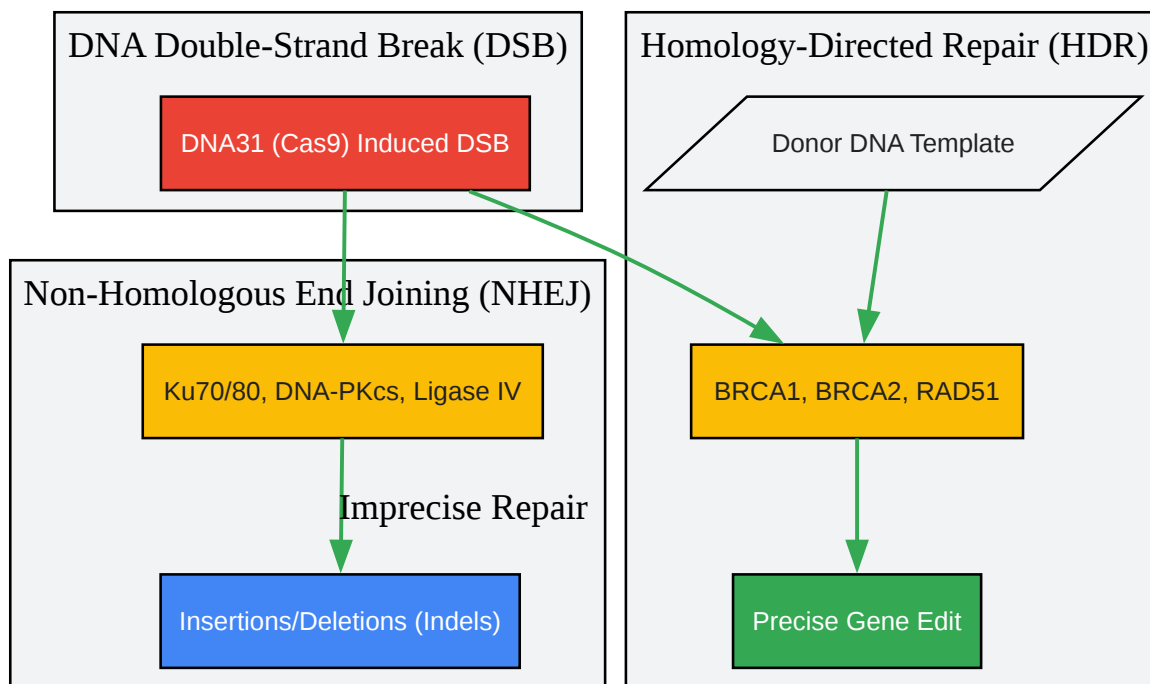 DNA Double-Strand Break (DSB)
DNA31 (Cas9) Induced DSB
Homology-Directed Repair (HDR)
Donor DNA Template
Non-Homologous End Joining (NHEJ)
Ku70/80, DNA-PKcs, Ligase IV
Imprecise Repair
Insertions/Deletions (Indels)
BRCA1, BRCA2, RAD51
Precise Gene Edit